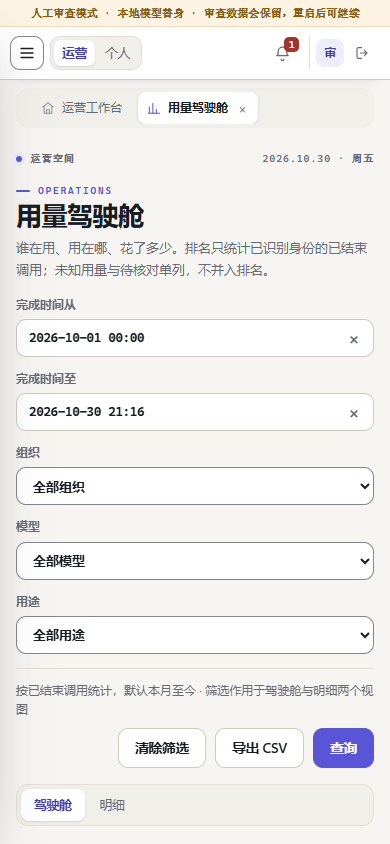 人工审查模式 · 本地模型替身 · 审查数据会保留，重启后可继续
运营 个人 1 审
运营工作台 用量驾驶舱 ×
运营空间 2026.10.30 · 周五
OPERATIONS
用量驾驶舱
谁在用、用在哪、花了多少。排名只统计已识别身份的已结束
调用；未知用量与待核对单列，不并入排名。
完成时间从
2026-10-01 00:00 ×
完成时间至
2026-10-30 21:16 ×
组织
全部组织
模型
全部模型
用途
全部用途
按已结束调用统计，默认本月至今 · 筛选作用于驾驶舱与明细两个视
图
清除筛选 导出 CSV 查询
驾驶舱 明细